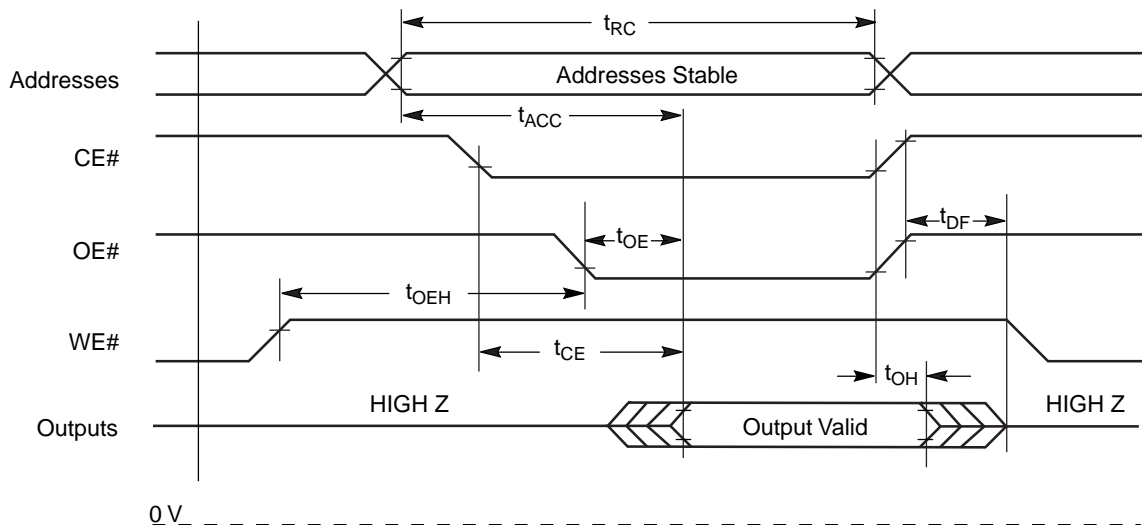 tRC
Addresses
Addresses Stable
tACC
CE#
tDF
OE#
tOE
tOEH
WE#
tCE
tOH
HIGH Z
HIGH Z
Outputs
Output Valid
0 V